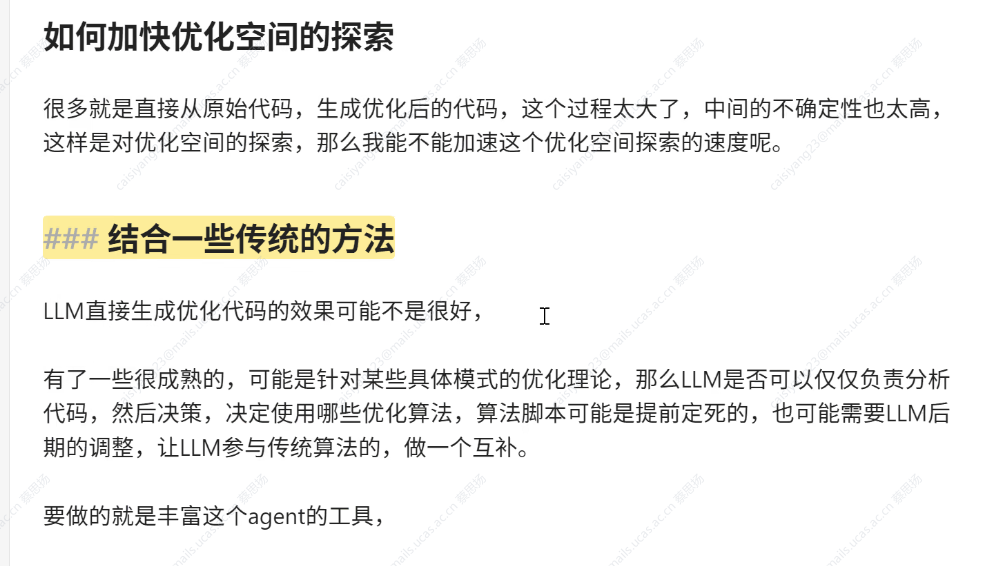 如何加快优化空间的探索
很多就是直接从原始代码，生成优化后的代码，这个过程太大了，中间的不确定性也太高，
这样是对优化空间的探索，那么我能不能加速这个优化空间探索的速度呢。
### 结合一些传统的方法
LLM直接生成优化代码的效果可能不是很好，
有了一些很成熟的，可能是针对某些具体模式的优化理论，那么LLM是否可以仅仅负责分析
代码，然后决策，决定使用哪些优化算法，算法脚本可能是提前定死的，也可能需要LLM后
期的调整，让LLM参与传统算法的，做一个互补。
要做的就是丰富这个agent的工具，
caisiyang23@mails.ucas.ac.cn 蔡思扬